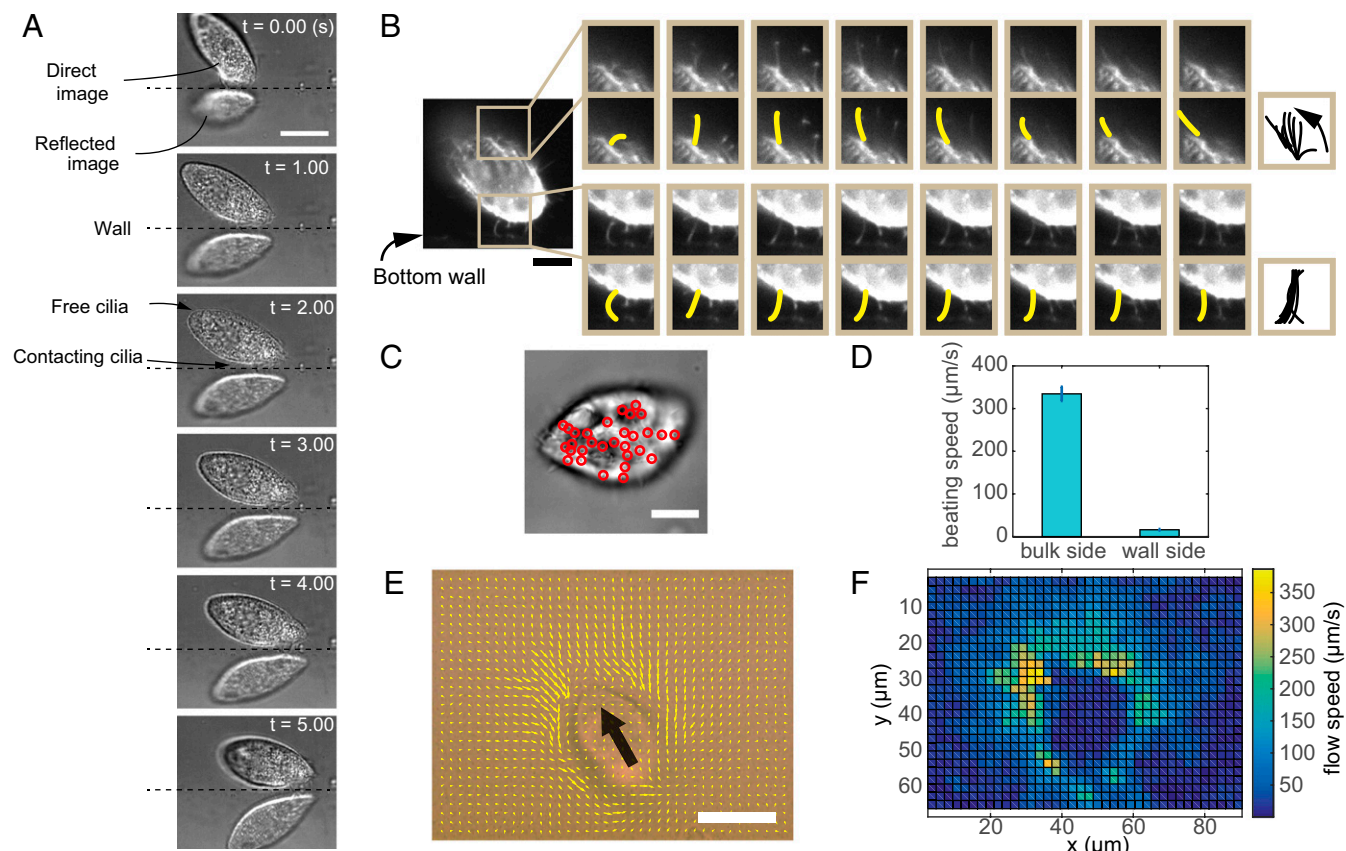 A
t = 0.00 (s)
Direct
image
Reflected
image
t = 1.00
Wall
t = 2.00
Free cilia
Contacting cilia
t = 3.00
t = 4.00
t = 5.00
B
Bottom wall
C
D
beating speed (μm/s)
400
300
200
100
0
bulk side
wall side
E
F
y (μm)
10
20
30
40
50
60
20
40
60
80
x (μm)
350
300
250
200
150
100
50
flow speed (μm/s)